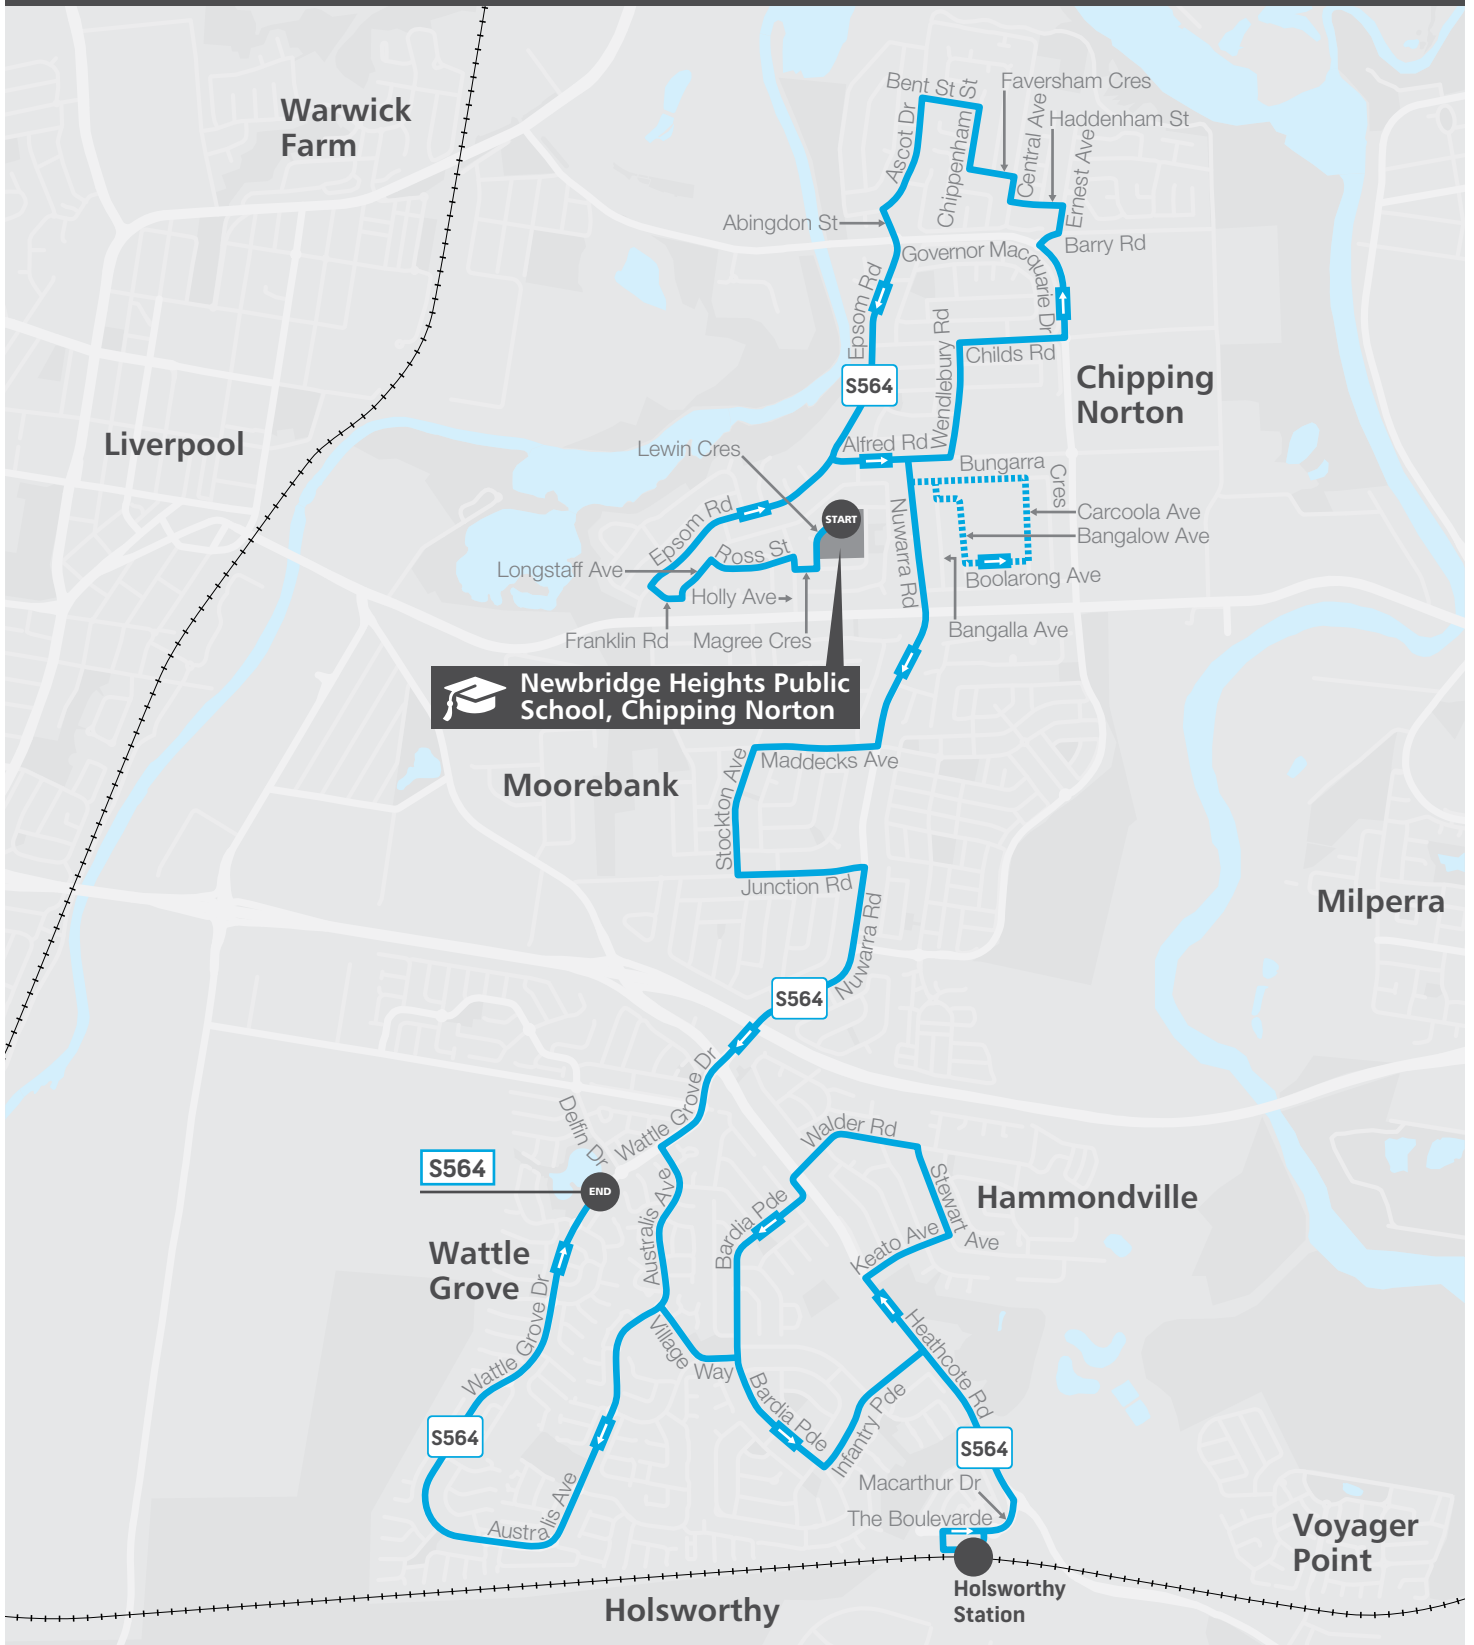 Bent St
Faversham Cres
Haddenham St
Ascot Dr
Chippenham St
Central Ave
Ernest Ave
Warwick
Farm
Abingdon St
Governor Macquarie Dr
Barry Rd
Epsom Rd
Wendlebury Rd
Childs Rd
S564
Chipping
Norton
Liverpool
Lewin Cres
Alfred Rd
Bungarra Cres
Epsom Rd
START
Nuwarra Rd
Carcoola Ave
Bangalow Ave
Ross St
Longstaff Ave
Boolarong Ave
Holly Ave
Franklin Rd
Magree Cres
Bangalla Ave
Newbridge Heights Public
School, Chipping Norton
Maddecks Ave
Moorebank
Stockton Ave
Junction Rd
Milperra
Nuwarra Rd
S564
Wattle Grove Dr
Delfin Dr
Walder Rd
S564
END
Stewart Ave
Hammondville
Australis Ave
Bardia Pde
Keato Ave
Wattle
Grove
Wattle Grove Dr
Village Way
Heathcote Rd
Bardia Pde
Infantry Pde
S564
S564
Macarthur Dr
Australis Ave
The Boulevarde
Voyager
Point
Holsworthy
Station
Holsworthy